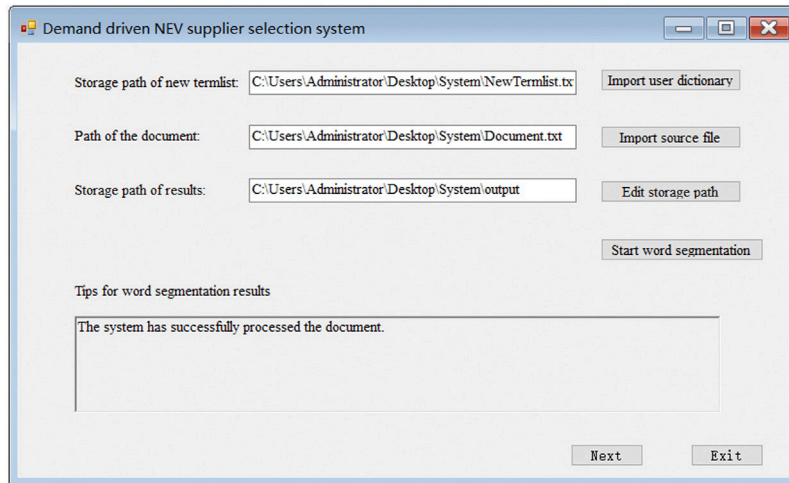 Demand driven NEV supplier selection system
Storage path of new termlist: C:\Users\Administrator\Desktop\System\NewTermlist.tx Import user dictionary
Path of the document: C:\Users\Administrator\Desktop\System\Document.txt Import source file
Storage path of results: C:\Users\Administrator\Desktop\System\output Edit storage path
Start word segmentation
Tips for word segmentation results
The system has successfully processed the document.
Next Exit